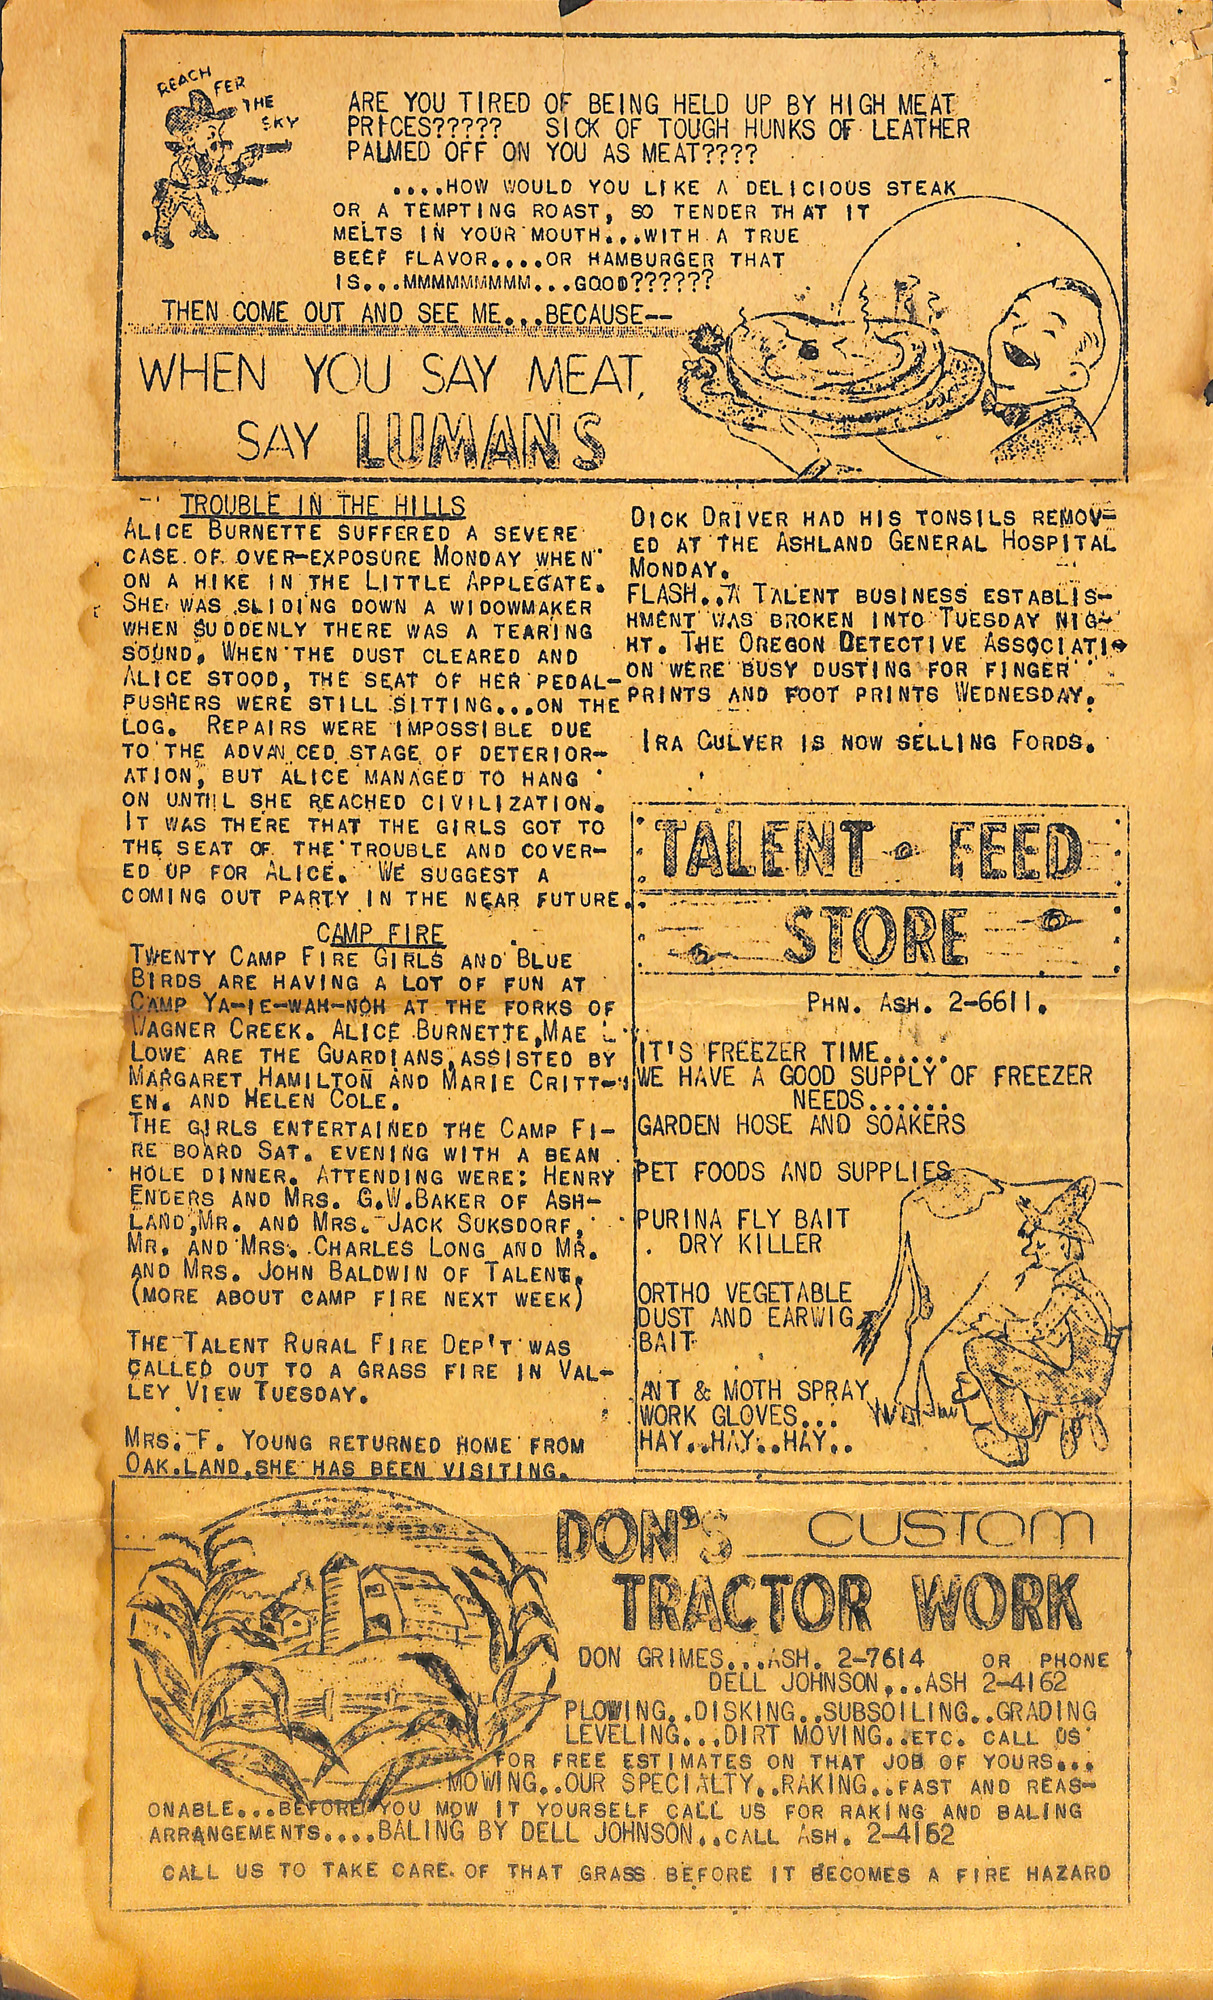 REACH FER THE SKY
ARE YOU TIRED OF BEING HELD UP BY HIGH MEAT
PRICES????? SICK OF TOUGH HUNKS OF LEATHER
PALMED OFF ON YOU AS MEAT????
....HOW WOULD YOU LIKE A DELICIOUS STEAK
OR A TEMPTING ROAST, SO TENDER THAT IT
MELTS IN YOUR MOUTH...WITH A TRUE
BEEF FLAVOR....OR HAMBURGER THAT
IS...MMMMMMMMM...GOOD??????
THEN COME OUT AND SEE ME...BECAUSE--
WHEN YOU SAY MEAT,
SAY LUMANS
TROUBLE IN THE HILLS
ALICE BURNETTE SUFFERED A SEVERE
CASE OF OVER-EXPOSURE MONDAY WHEN
ON A HIKE IN THE LITTLE APPLEGATE.
SHE WAS SLIDING DOWN A WIDOWMAKER
WHEN SUDDENLY THERE WAS A TEARING
SOUND. WHEN THE DUST CLEARED AND
ALICE STOOD, THE SEAT OF HER PEDAL-
PUSHERS WERE STILL SITTING...ON THE
LOG. REPAIRS WERE IMPOSSIBLE DUE
TO THE ADVANCED STAGE OF DETERIOR-
ATION, BUT ALICE MANAGED TO HANG
ON UNTIIL SHE REACHED CIVILIZATION.
IT WAS THERE THAT THE GIRLS GOT TO
THE SEAT OF THE TROUBLE AND COVER-
ED UP FOR ALICE. WE SUGGEST A
COMING OUT PARTY IN THE NEAR FUTURE.
CAMP FIRE
TWENTY CAMP FIRE GIRLS AND BLUE
BIRDS ARE HAVING A LOT OF FUN AT
CAMP YA-IE-WAH-NOH AT THE FORKS OF
WAGNER CREEK. ALICE BURNETTE,MAE
LOWE ARE THE GUARDIANS,ASSISTED BY
MARGARET HAMILTON AND MARIE CRITT-
EN. AND HELEN COLE.
THE GIRLS ENTERTAINED THE CAMP FI-
RE BOARD SAT. EVENING WITH A BEAN
HOLE DINNER. ATTENDING WERE: HENRY
ENDERS AND MRS. G.W.BAKER OF ASH-
LAND,MR. AND MRS. JACK SUKSDORF,
MR. AND MRS. CHARLES LONG AND MR.
AND MRS. JOHN BALDWIN OF TALENT.
(MORE ABOUT CAMP FIRE NEXT WEEK)
THE TALENT RURAL FIRE DEP'T WAS
CALLED OUT TO A GRASS FIRE IN VAL-
LEY VIEW TUESDAY.
MRS. F. YOUNG RETURNED HOME FROM
OAK.LAND,SHE HAS BEEN VISITING.
DICK DRIVER HAD HIS TONSILS REMOV-
ED AT THE ASHLAND GENERAL HOSPITAL
MONDAY.
FLASH..A TALENT BUSINESS ESTABLIS-
HMENT WAS BROKEN INTO TUESDAY NIG-
HT. THE OREGON DETECTIVE ASSOCIATI
ON WERE BUSY DUSTING FOR FINGER
PRINTS AND FOOT PRINTS WEDNESDAY.
IRA CULVER IS NOW SELLING FORDS.
TALENT FEED
STORE
PHN. ASH. 2-6611.
IT'S FREEZER TIME.....
WE HAVE A GOOD SUPPLY OF FREEZER
NEEDS......
GARDEN HOSE AND SOAKERS
PET FOODS AND SUPPLIES
PURINA FLY BAIT
. DRY KILLER
ORTHO VEGETABLE
DUST AND EARWIG
BAIT
ANT & MOTH SPRAY
WORK GLOVES...
HAY..HAY..HAY..
DON'S CUSTOM
TRACTOR WORK
DON GRIMES...ASH. 2-7614 OR PHONE
DELL JOHNSON...ASH 2-4162
PLOWING..DISKING..SUBSOILING..GRADING
LEVELING...DIRT MOVING..ETC. CALL US
FOR FREE ESTIMATES ON THAT JOB OF YOURS...
MOWING..OUR SPECIALTY..RAKING..FAST AND REAS-
ONABLE...BEFORE YOU MOW IT YOURSELF CALL US FOR RAKING AND BALING
ARRANGEMENTS....BALING BY DELL JOHNSON..CALL ASH. 2-4162
CALL US TO TAKE CARE OF THAT GRASS BEFORE IT BECOMES A FIRE HAZARD